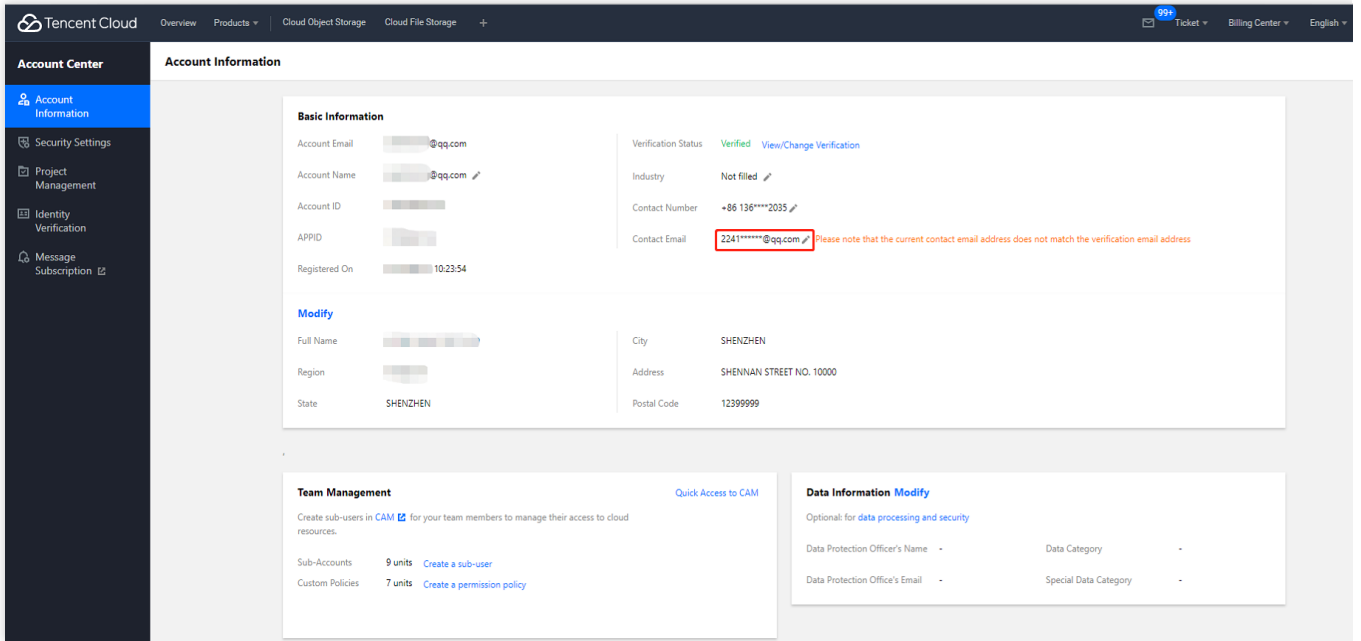 Tencent Cloud Overview Products Cloud Object Storage Cloud File Storage + 99+ Ticket Billing Center English
Account Center
Account Information
Account
Information
Security Settings
Project
Management
Identity
Verification
Message
Subscription
Basic Information
Account Email @qq.com
Account Name @qq.com
Account ID
APPID
Registered On 10:23:54
Verification Status Verified View/Change Verification
Industry Not filled
Contact Number +86 136****2035
Contact Email 2241******@qq.com Please note that the current contact email address does not match the verification email address
Modify
Full Name
Region
State SHENZHEN
City SHENZHEN
Address SHENNAN STREET NO. 10000
Postal Code 12399999
,
Team Management Quick Access to CAM
Create sub-users in CAM for your team members to manage their access to cloud
resources.
Sub-Accounts 9 units Create a sub-user
Custom Policies 7 units Create a permission policy
Data Information Modify
Optional: for data processing and security
Data Protection Officer's Name - Data Category -
Data Protection Office's Email - Special Data Category -